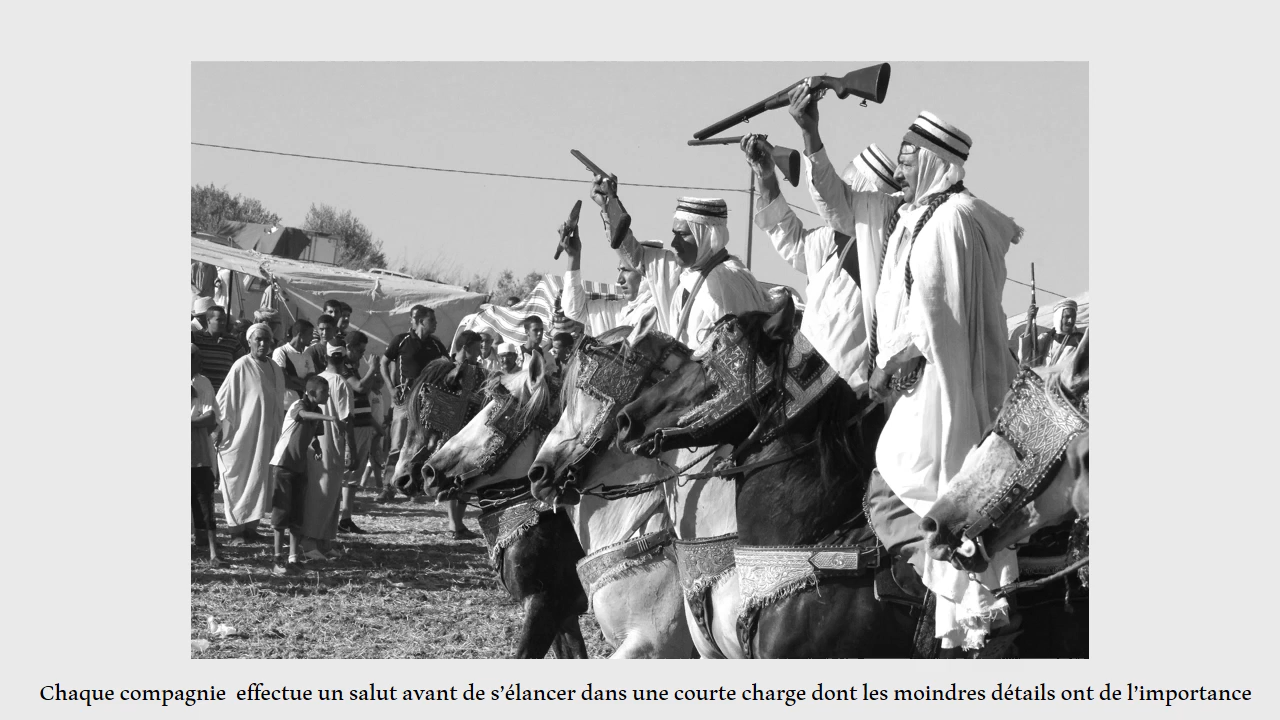 Chaque compagnie  effectue un salut avant de s’élancer dans une courte charge dont les moindres détails ont de l’importance